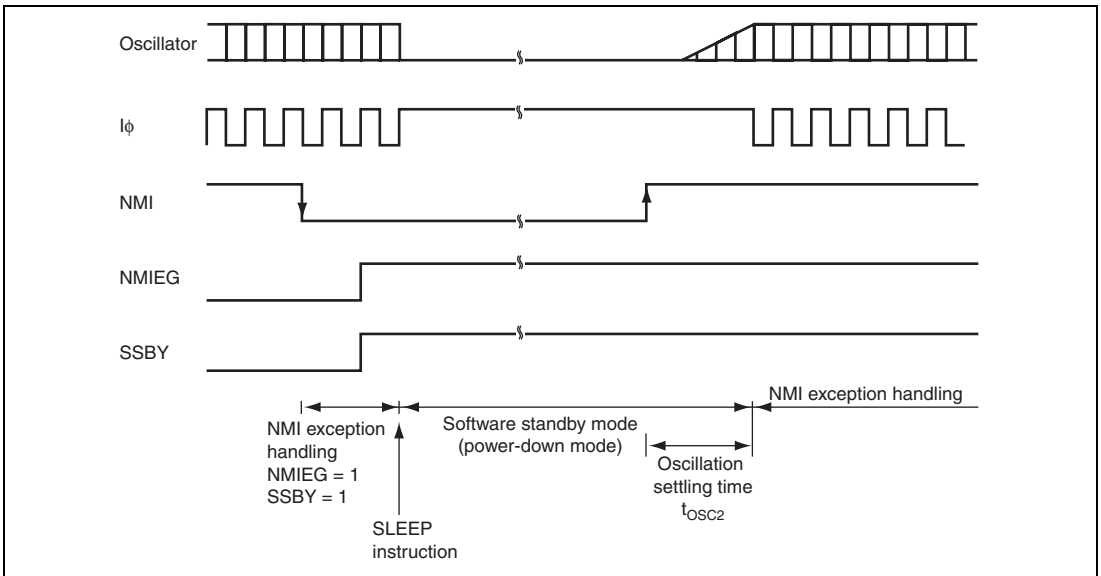 Oscillator
Iϕ
NMI
NMIEG
SSBY
NMI exception handling
NMI exception
handling
NMIEG = 1
SSBY = 1
Software standby mode
(power-down mode)
Oscillation
settling time
tOSC2
SLEEP
instruction